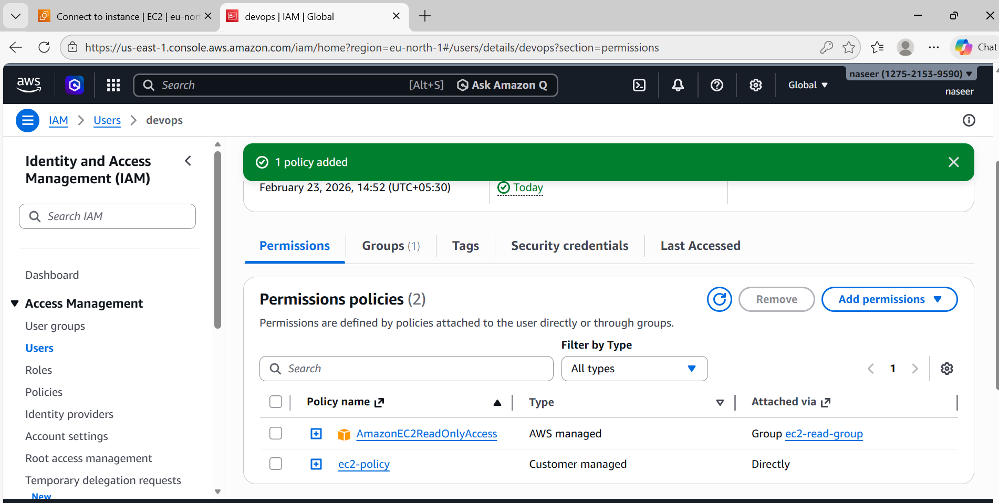 Connect to instance | EC2 | eu-nort
devops | IAM | Global
https://us-east-1.console.aws.amazon.com/iam/home?region=eu-north-1#/users/details/devops?section=permissions
Chat
aws
Search
[Alt+S]
Ask Amazon Q
Global
naseer (1275-2153-9590)
naseer
IAM
Users
devops
Identity and Access
Management (IAM)
Search IAM
Dashboard
Access Management
User groups
Users
Roles
Policies
Identity providers
Account settings
Root access management
Temporary delegation requests
New
1 policy added
February 23, 2026, 14:52 (UTC+05:30)
Today
Permissions
Groups (1)
Tags
Security credentials
Last Accessed
Permissions policies (2)
Remove
Add permissions
Permissions are defined by policies attached to the user directly or through groups.
Filter by Type
Search
All types
1
Policy name
Type
Attached via
AmazonEC2ReadOnlyAccess
AWS managed
Group ec2-read-group
ec2-policy
Customer managed
Directly